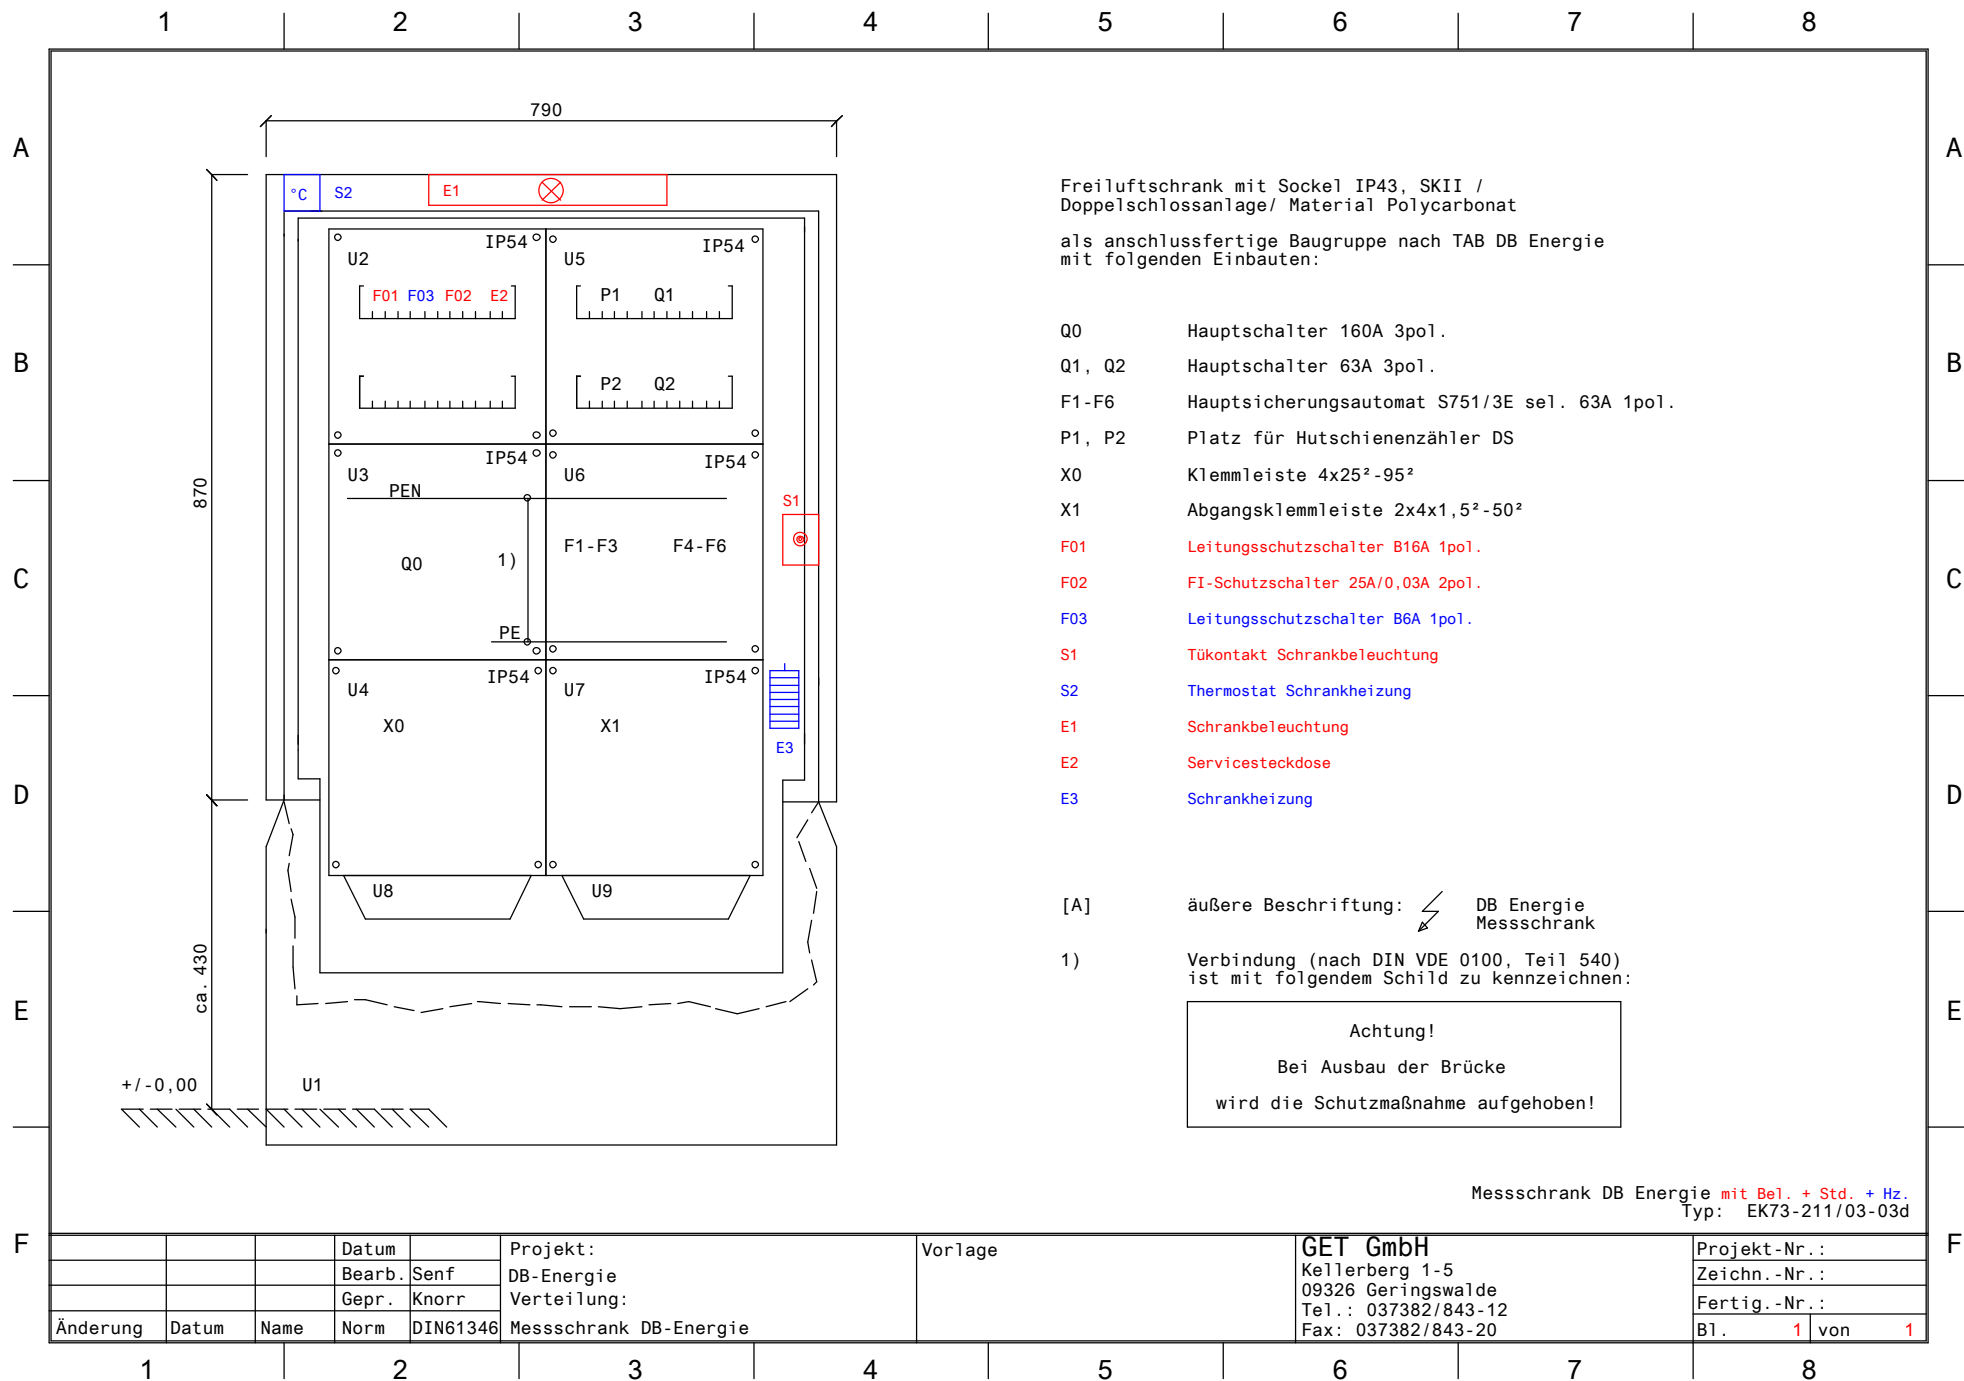 1 2 3 4 5 6 7 8
A A
B B
C C
D D
E E
F F
790
870
ca. 430
°C S2 E1
U2 IP54
F01 F03 F02 E2
U5 IP54
P1 Q1
P2 Q2
U3 IP54
PEN
Q0 1)
PE
U6 IP54
F1-F3 F4-F6
S1
U4 IP54
X0
U7 IP54
X1
E3
U8 U9
+/-0,00 U1
Freiluftschrank mit Sockel IP43, SKII /
Doppelschlossanlage/ Material Polycarbonat
als anschlussfertige Baugruppe nach TAB DB Energie
mit folgenden Einbauten:
Q0 Hauptschalter 160A 3pol.
Q1, Q2 Hauptschalter 63A 3pol.
F1-F6 Hauptsicherungsautomat S751/3E sel. 63A 1pol.
P1, P2 Platz für Hutschienenzähler DS
X0 Klemmleiste 4x25²-95²
X1 Abgangsklemmleiste 2x4x1,5²-50²
F01 Leitungsschutzschalter B16A 1pol.
F02 FI-Schutzschalter 25A/0,03A 2pol.
F03 Leitungsschutzschalter B6A 1pol.
S1 Tükontakt Schrankbeleuchtung
S2 Thermostat Schrankheizung
E1 Schrankbeleuchtung
E2 Servicesteckdose
E3 Schrankheizung
[A] äußere Beschriftung: DB Energie
Messschrank
1) Verbindung (nach DIN VDE 0100, Teil 540)
ist mit folgendem Schild zu kennzeichnen:
Achtung!
Bei Ausbau der Brücke
wird die Schutzmaßnahme aufgehoben!
Messschrank DB Energie mit Bel. + Std. + Hz.
Typ: EK73-211/03-03d
Datum
Bearb. Senf
Gepr. Knorr
Änderung Datum Name Norm DIN61346
Projekt:
DB-Energie
Verteilung:
Messschrank DB-Energie
Vorlage
GET GmbH
Kellerberg 1-5
09326 Geringswalde
Tel.: 037382/843-12
Fax: 037382/843-20
Projekt-Nr.:
Zeichn.-Nr.:
Fertig.-Nr.:
Bl. 1 von 1
1 2 3 4 5 6 7 8